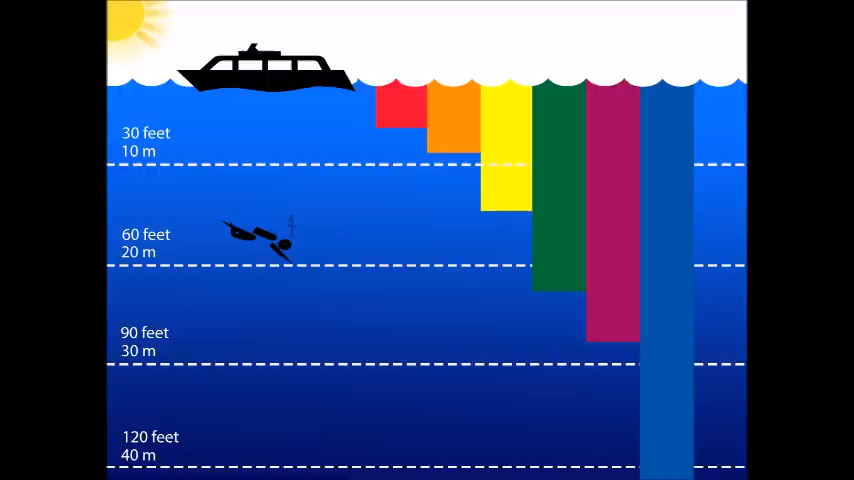 30 feet
10 m
60 feet
20 m
90 feet
30 m
120 feet
40 m